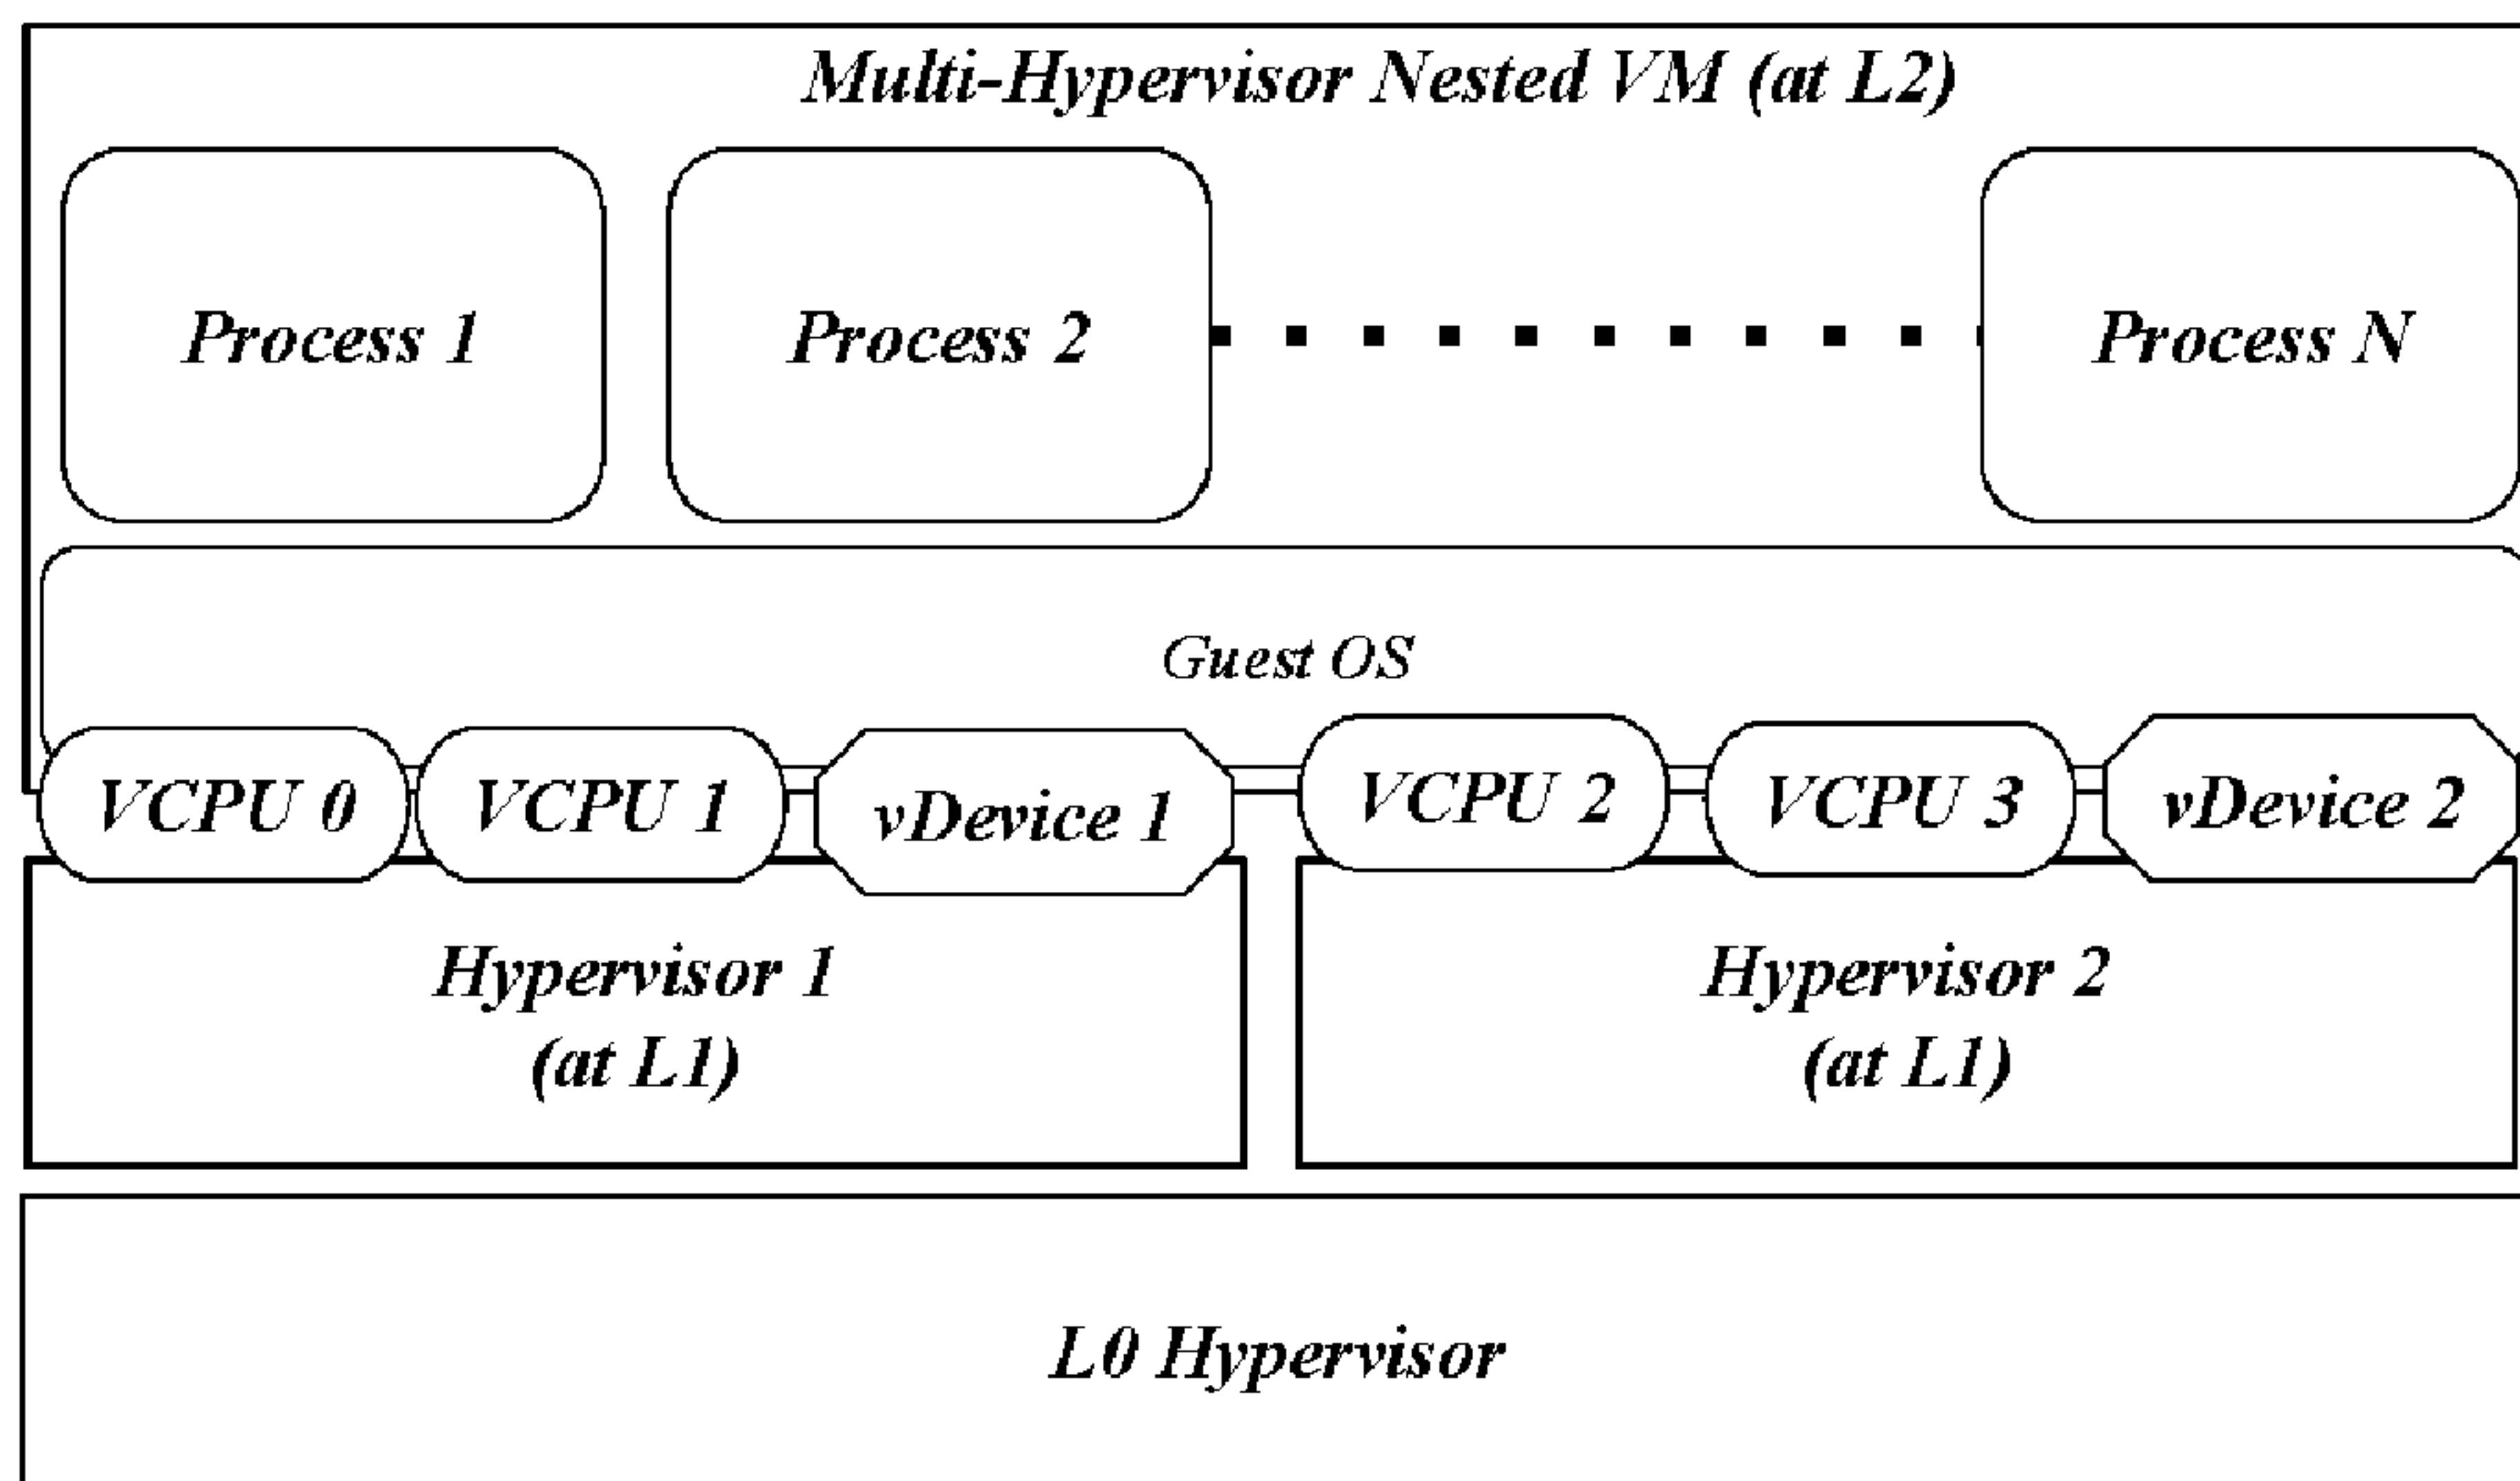 Multi-Hypervisor Nested VM (at L2)
Process 1
Process 2
Process N
Guest OS
VCPU 0
VCPU 1
vDevice 1
VCPU 2
VCPU 3
vDevice 2
Hypervisor 1
(at L1)
Hypervisor 2
(at L1)
L0 Hypervisor